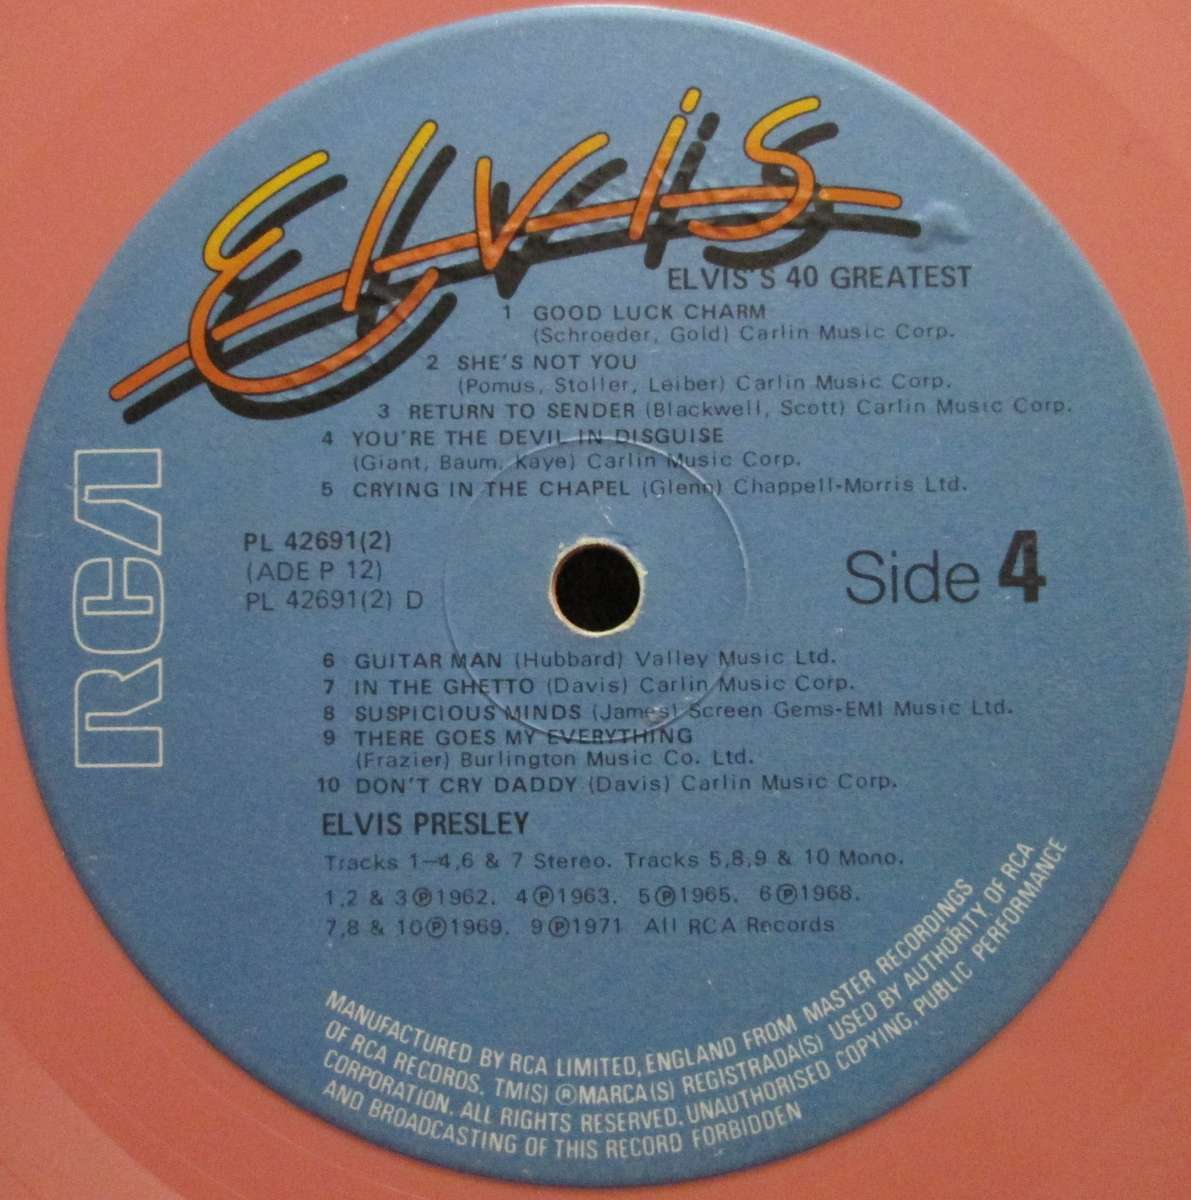 ELVIS
ELVIS'S 40 GREATEST
1 GOOD LUCK CHARM
(Schroeder, Gold) Carlin Music Corp.
2 SHE'S NOT YOU
(Pomus, Stoller, Leiber) Carlin Music Corp.
3 RETURN TO SENDER (Blackwell, Scott) Carlin Music Corp.
4 YOU'RE THE DEVIL IN DISGUISE
(Giant, Baum, Kaye) Carlin Music Corp.
5 CRYING IN THE CHAPEL (Glenn) Chappell-Morris Ltd.
RCA
PL 42691(2)
(ADE P 12)
PL 42691(2) D
Side 4
6 GUITAR MAN (Hubbard) Valley Music Ltd.
7 IN THE GHETTO (Davis) Carlin Music Corp.
8 SUSPICIOUS MINDS (James) Screen Gems-EMI Music Ltd.
9 THERE GOES MY EVERYTHING
(Frazier) Burlington Music Co. Ltd.
10 DON'T CRY DADDY (Davis) Carlin Music Corp.
ELVIS PRESLEY
Tracks 1–4,6 & 7 Stereo. Tracks 5,8,9 & 10 Mono.
1,2 & 3 ℗ 1962. 4 ℗ 1963. 5 ℗ 1965. 6 ℗ 1968.
7,8 & 10 ℗ 1969. 9 ℗ 1971 All RCA Records
MANUFACTURED BY RCA LIMITED, ENGLAND FROM MASTER RECORDINGS
OF RCA RECORDS. TM(S) ® MARCA(S) REGISTRADA(S) USED BY AUTHORITY OF RCA
CORPORATION. ALL RIGHTS RESERVED. UNAUTHORISED COPYING, PUBLIC PERFORMANCE
AND BROADCASTING OF THIS RECORD FORBIDDEN